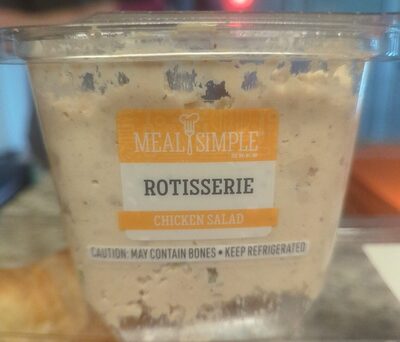 MEAL SIMPLE
ROTISSERIE
CHICKEN SALAD
CAUTION: MAY CONTAIN BONES • KEEP REFRIGERATED